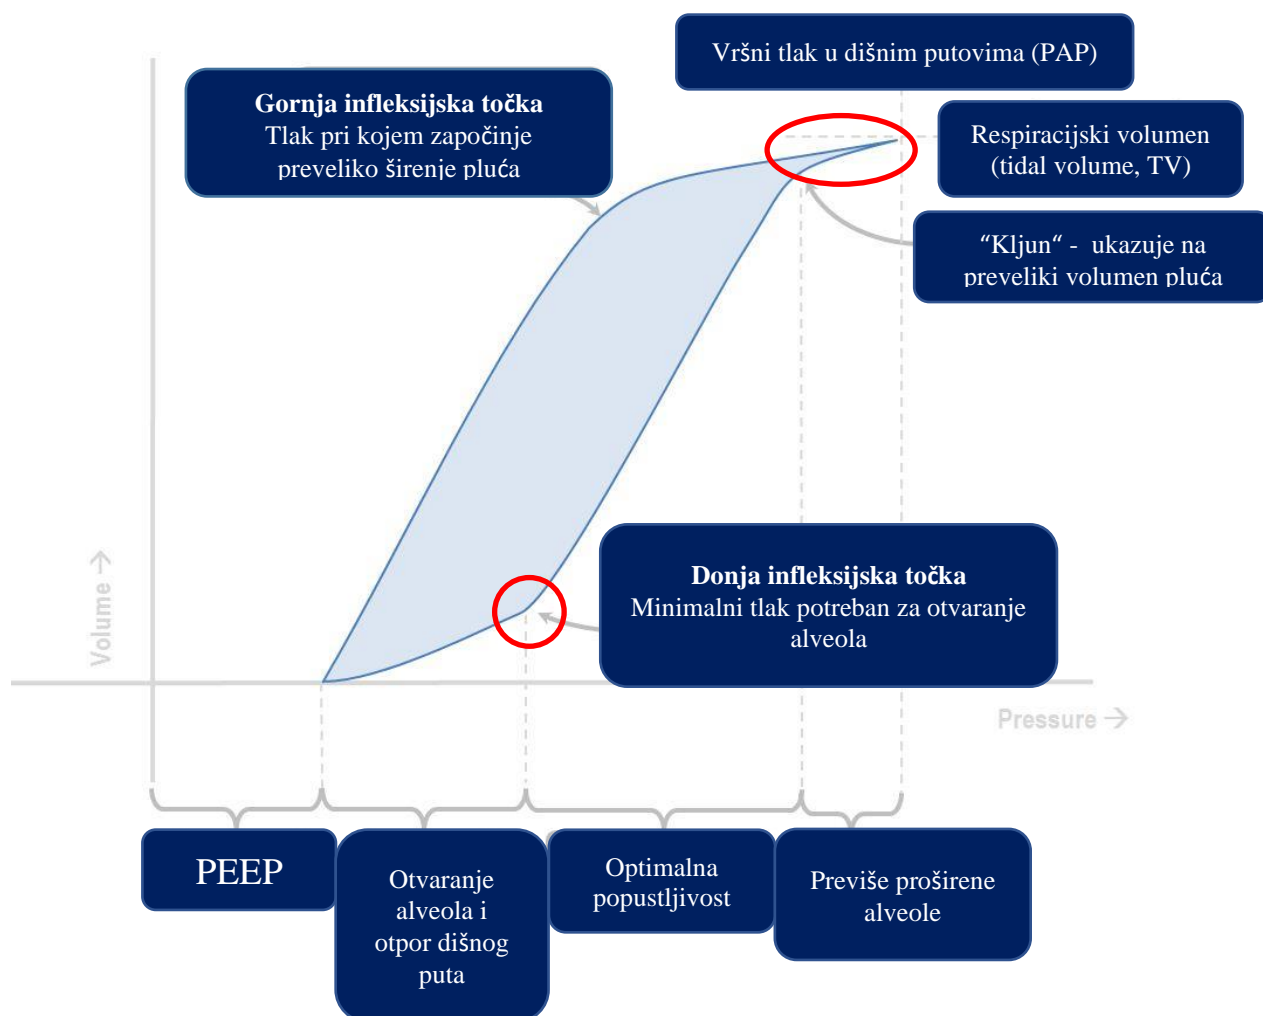 Vršni tlak u dišnim putovima (PAP)
Gornja infleksijska točka
Tlak pri kojem započinje
preveliko širenje pluća
Respiracijski volumen
(tidal volume, TV)
“Kljun“ - ukazuje na
preveliki volumen pluća
Donja infleksijska točka
Minimalni tlak potreban za otvaranje
alveola
Volume →
Pressure →
PEEP
Otvaranje
alveola i
otpor dišnog
puta
Optimalna
popustljivost
Previše proširene
alveole